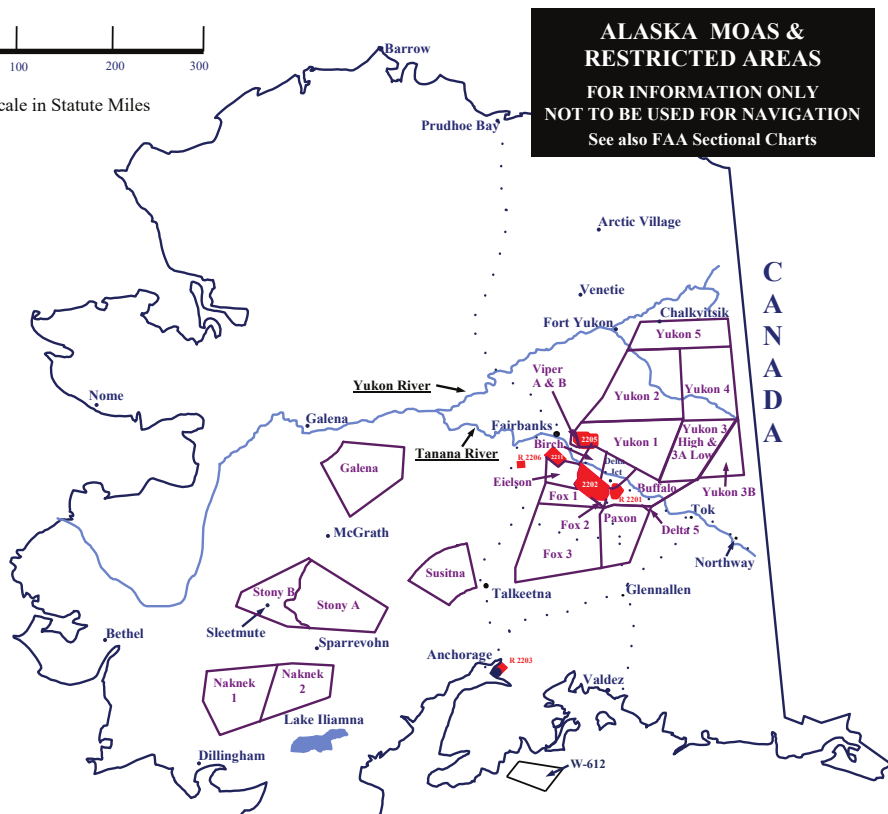 ALASKA MOAS &
RESTRICTED AREAS
FOR INFORMATION ONLY
NOT TO BE USED FOR NAVIGATION
See also FAA Sectional Charts
100 200 300
cale in Statute Miles
Barrow
Prudhoe Bay
Arctic Village
CANADA
Venetie
Chalkyitsik
Fort Yukon
Yukon 5
Viper
A & B
Yukon River
Yukon 2
Yukon 4
Nome
Galena
Fairbanks
Tanana River
Birch
2205
Yukon 1
Yukon 3
High &
3A Low
R 2206
Delta
Jct
Galena
Eielson
2202
Buffalo
Yukon 3B
Fox 1
R 2201
Tok
McGrath
Fox 2
Paxon
Delta 5
Fox 3
Northway
Susitna
Talkeetna
Glennallen
Stony B
Stony A
Sleetmute
Bethel
Sparrevohn
Anchorage
R 2203
Naknek
1
Naknek
2
Valdez
Lake Iliamna
Dillingham
W-612